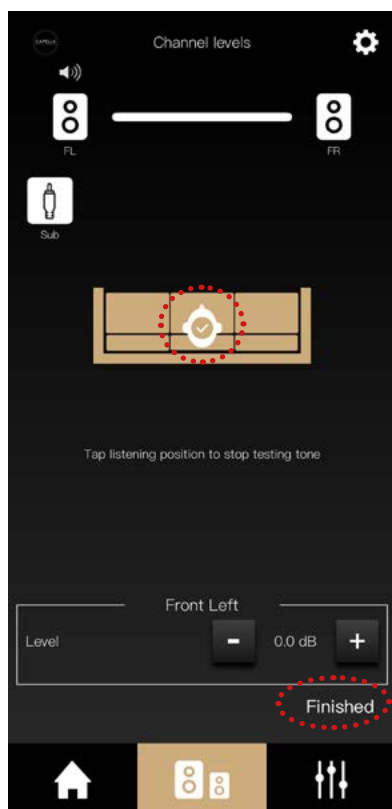 CAPELLA
Channel levels
FL
FR
Sub
Tap listening position to stop testing tone
Front Left
Level
-
0.0 dB
+
Finished